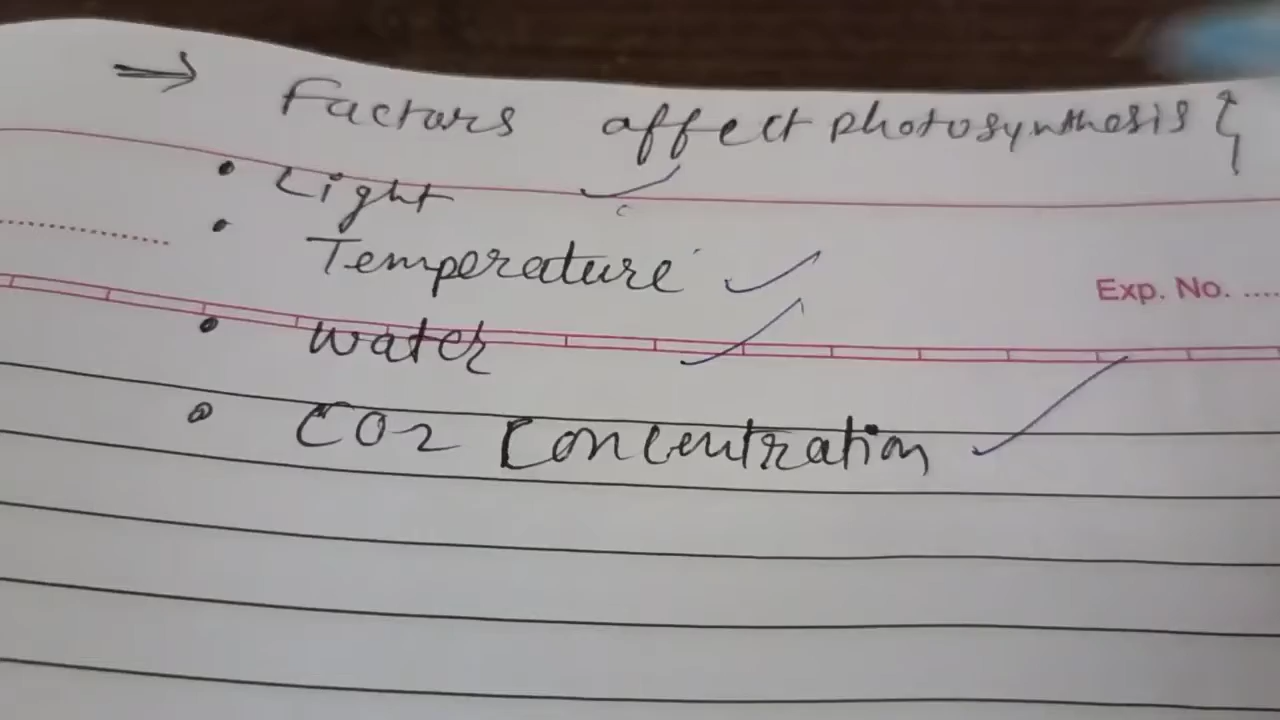 → Factors affect photosynthesis {
• Light
• Temperature
Exp. No. ....
• Water
• CO2 Concentration